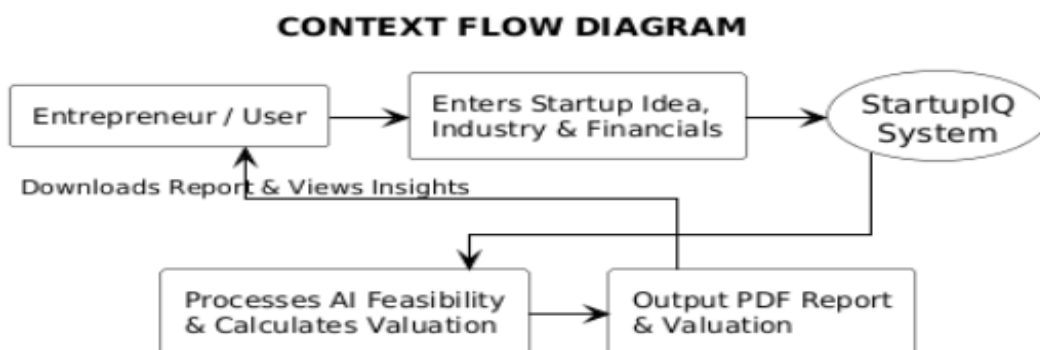 CONTEXT FLOW DIAGRAM
Entrepreneur / User
Enters Startup Idea,
Industry & Financials
StartupIQ
System
Downloads Report & Views Insights
Processes AI Feasibility
& Calculates Valuation
Output PDF Report
& Valuation